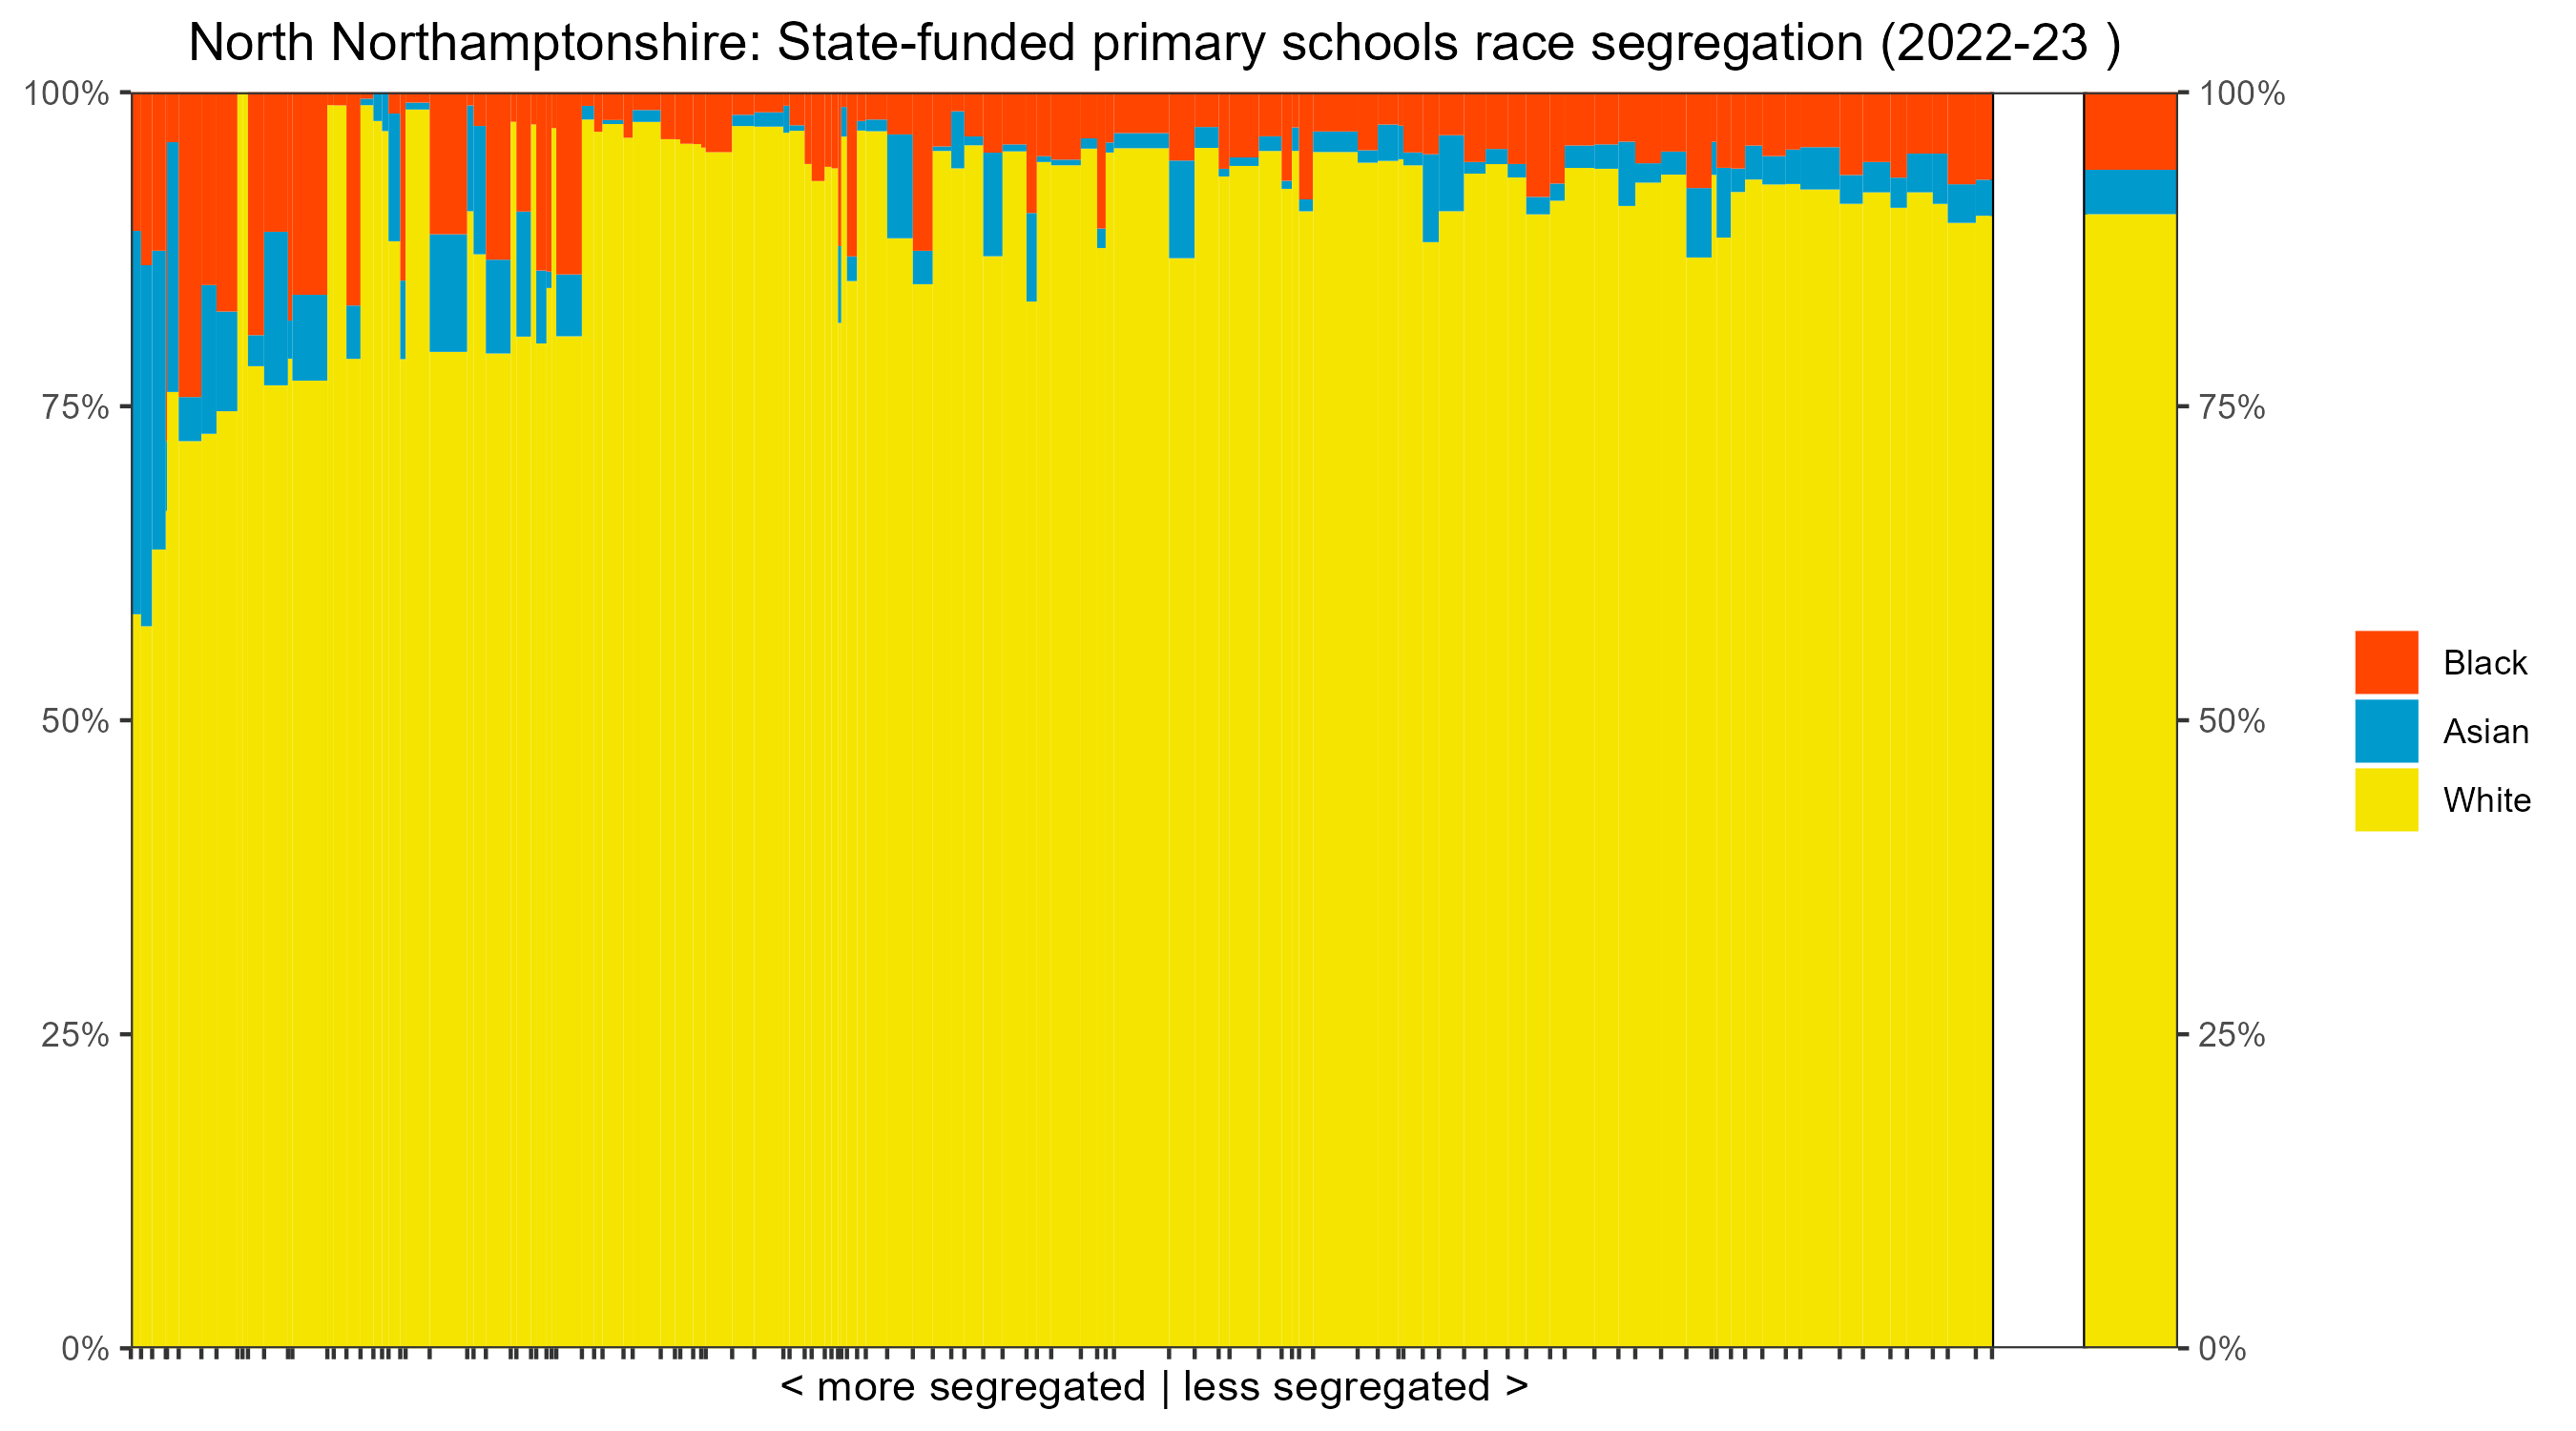 North Northamptonshire: State-funded primary schools race segregation (2022-23 )
100%
75%
50%
25%
0%
100%
75%
50%
25%
0%
Black
Asian
White
< more segregated | less segregated >